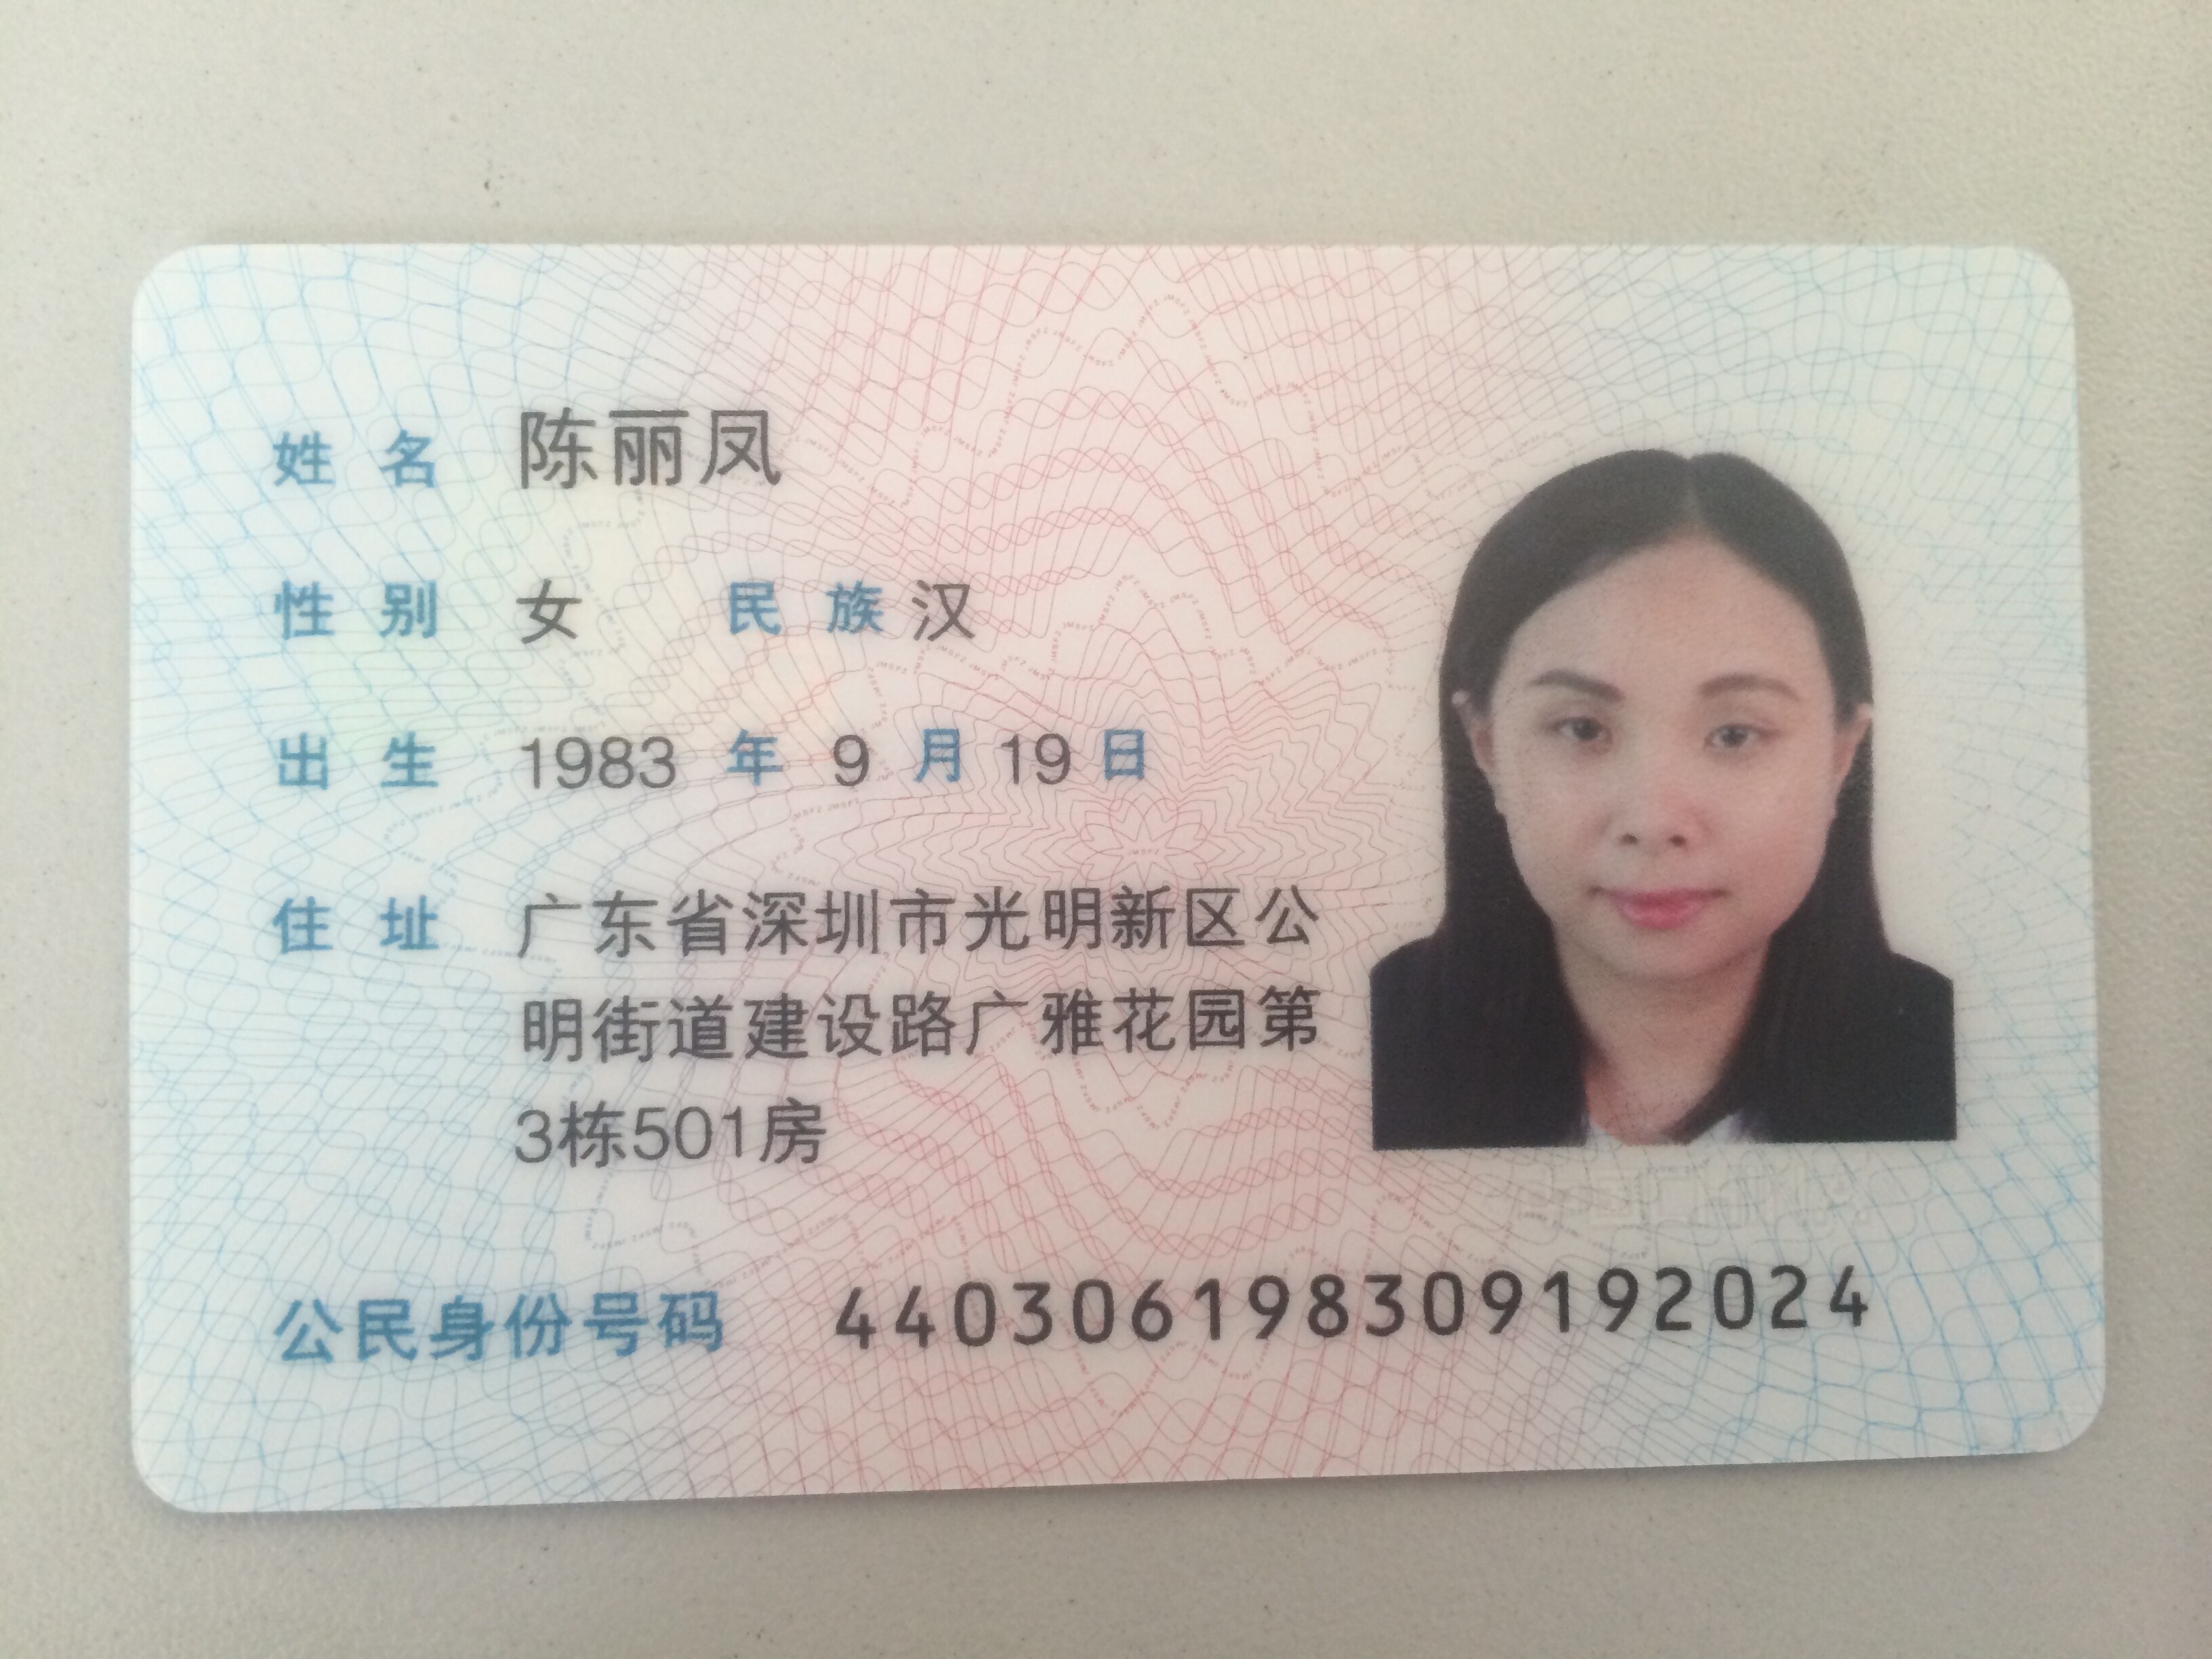 姓名 陈丽凤
性别 女 民族 汉
出生 1983 年 9 月 19 日
住址 广东省深圳市光明新区公
明街道建设路广雅花园第
3栋501房
公民身份号码 440306198309192024